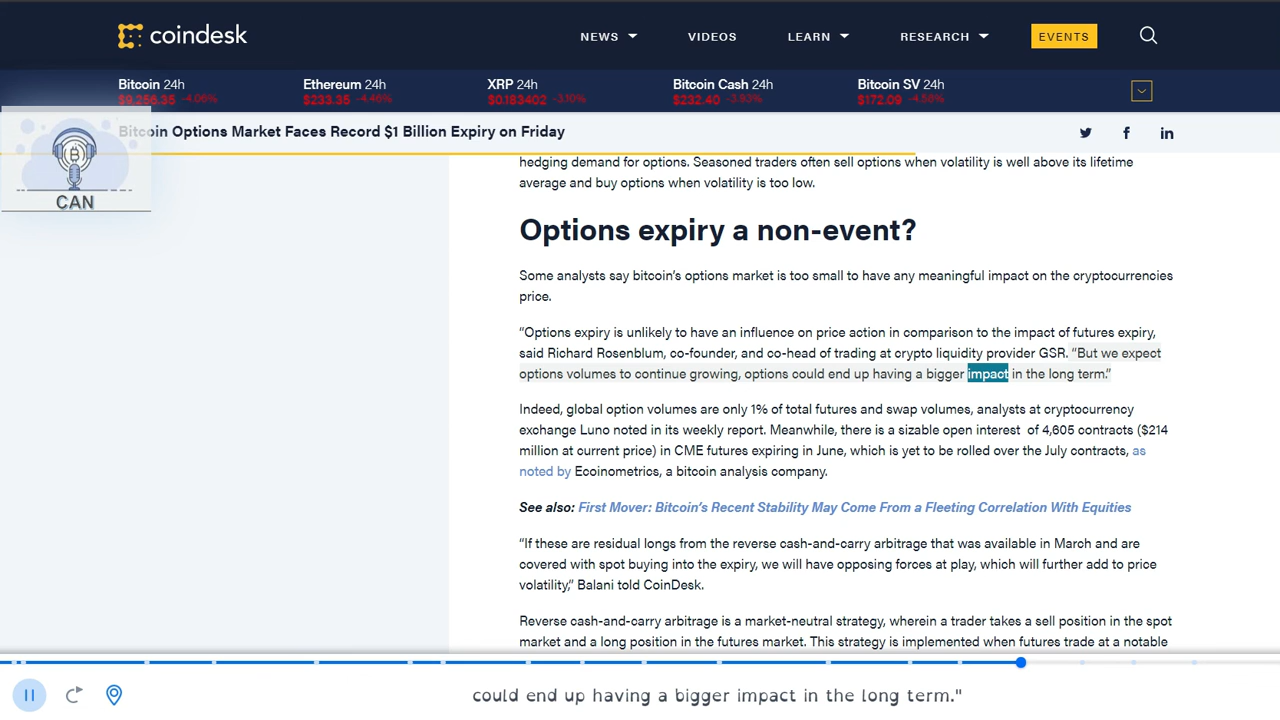 coindesk
NEWS VIDEOS LEARN RESEARCH EVENTS
Bitcoin 24h Ethereum 24h XRP 24h Bitcoin Cash 24h Bitcoin SV 24h
$9,256.35 -4.06% $233.35 -4.46% $0.183402 -3.10% $232.40 -3.93% $172.09 -4.58%
Bitcoin Options Market Faces Record $1 Billion Expiry on Friday
CAN
hedging demand for options. Seasoned traders often sell options when volatility is well above its lifetime
average and buy options when volatility is too low.
Options expiry a non-event?
Some analysts say bitcoin’s options market is too small to have any meaningful impact on the cryptocurrencies
price.
“Options expiry is unlikely to have an influence on price action in comparison to the impact of futures expiry,
said Richard Rosenblum, co-founder, and co-head of trading at crypto liquidity provider GSR. “But we expect
options volumes to continue growing, options could end up having a bigger impact in the long term.”
Indeed, global option volumes are only 1% of total futures and swap volumes, analysts at cryptocurrency
exchange Luno noted in its weekly report. Meanwhile, there is a sizable open interest of 4,605 contracts ($214
million at current price) in CME futures expiring in June, which is yet to be rolled over the July contracts, as
noted by Ecoinometrics, a bitcoin analysis company.
See also: First Mover: Bitcoin’s Recent Stability May Come From a Fleeting Correlation With Equities
“If these are residual longs from the reverse cash-and-carry arbitrage that was available in March and are
covered with spot buying into the expiry, we will have opposing forces at play, which will further add to price
volatility,” Balani told CoinDesk.
Reverse cash-and-carry arbitrage is a market-neutral strategy, wherein a trader takes a sell position in the spot
market and a long position in the futures market. This strategy is implemented when futures trade at a notable
could end up having a bigger impact in the long term."